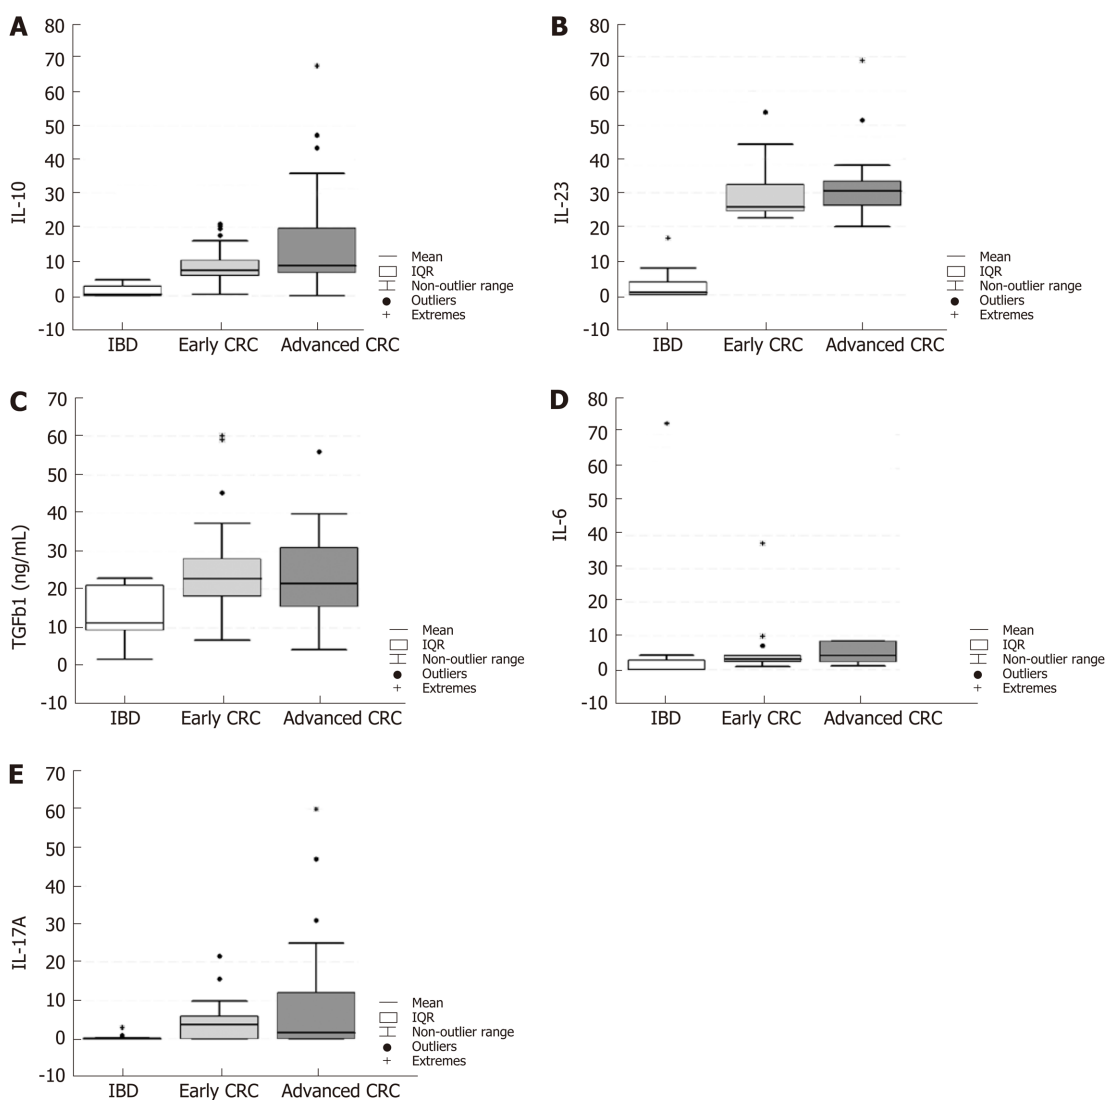 A
80
70
60
50
40
30
20
10
0
-10
IL-10
IBD Early CRC Advanced CRC
Mean
IQR
Non-outlier range
Outliers
Extremes
B
80
70
60
50
40
30
20
10
0
-10
IL-23
IBD Early CRC Advanced CRC
Mean
IQR
Non-outlier range
Outliers
Extremes
C
70
60
50
40
30
20
10
0
-10
TGFb1 (ng/mL)
IBD Early CRC Advanced CRC
Mean
IQR
Non-outlier range
Outliers
Extremes
D
80
70
60
50
40
30
20
10
0
-10
IL-6
IBD Early CRC Advanced CRC
Mean
IQR
Non-outlier range
Outliers
Extremes
E
70
60
50
40
30
20
10
0
-10
IL-17A
IBD Early CRC Advanced CRC
Mean
IQR
Non-outlier range
Outliers
Extremes